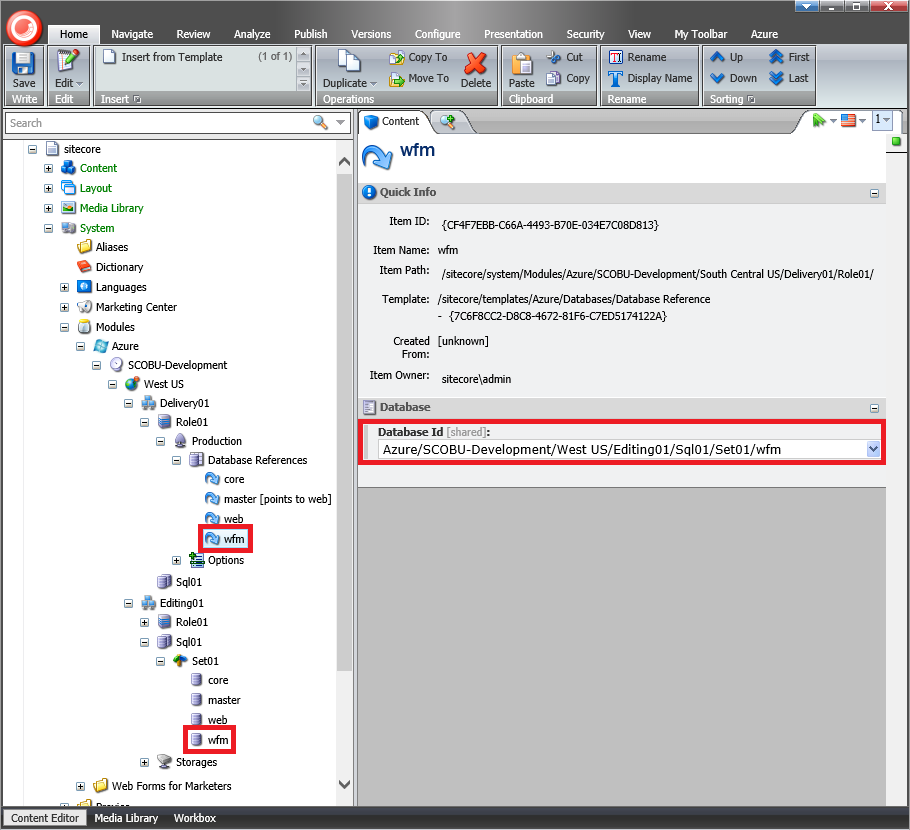 Home Navigate Review Analyze Publish Versions Configure Presentation Security View My Toolbar Azure
Save
Write
Edit
Edit
Insert from Template (1 of 1)
Insert
Duplicate
Copy To
Move To
Delete
Operations
Paste
Cut
Copy
Clipboard
Rename
Display Name
Rename
Up
Down
First
Last
Sorting
Search
sitecore
Content
Layout
Media Library
System
Aliases
Dictionary
Languages
Marketing Center
Modules
Azure
SCOBU-Development
West US
Delivery01
Role01
Production
Database References
core
master [points to web]
web
wfm
Options
Sql01
Editing01
Role01
Sql01
Set01
core
master
web
wfm
Storages
Web Forms for Marketers
Content
1
wfm
Quick Info
Item ID: {CF4F7EBB-C66A-4493-B70E-034E7C08D813}
Item Name: wfm
Item Path: /sitecore/system/Modules/Azure/SCOBU-Development/South Central US/Delivery01/Role01/
Template: /sitecore/templates/Azure/Databases/Database Reference
- {7C6F8CC2-D8C8-4672-81F6-C7ED5174122A}
Created [unknown]
From:
Item Owner: sitecore\admin
Database
Database Id [shared]:
Azure/SCOBU-Development/West US/Editing01/Sql01/Set01/wfm
Content Editor Media Library Workbox